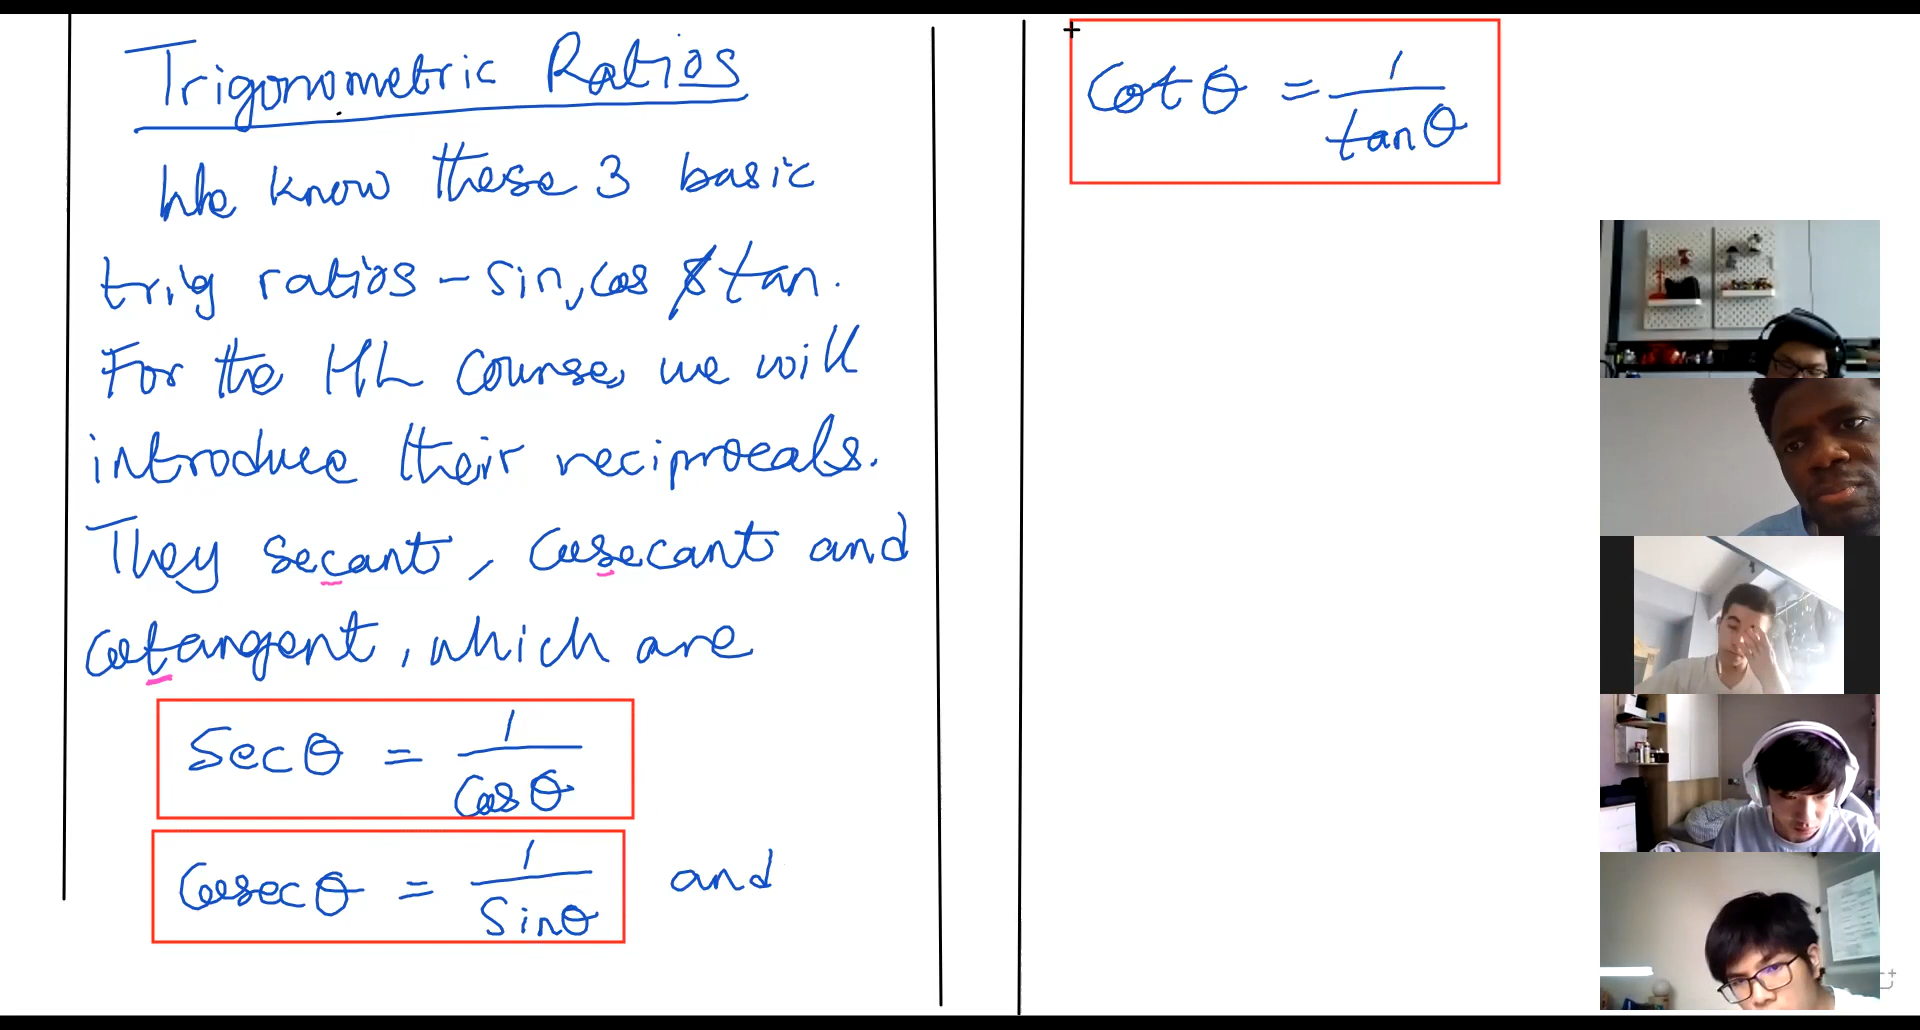 Trigonometric Ratios
We know these 3 basic
trig ratios - sin, cos & tan.
For the HL course, we will
introduce their reciprocals.
They secant, cosecant and
cotangent, which are
Sec θ = 1/cos θ
Cosec θ = 1/sin θ and
Cot θ = 1/tan θ